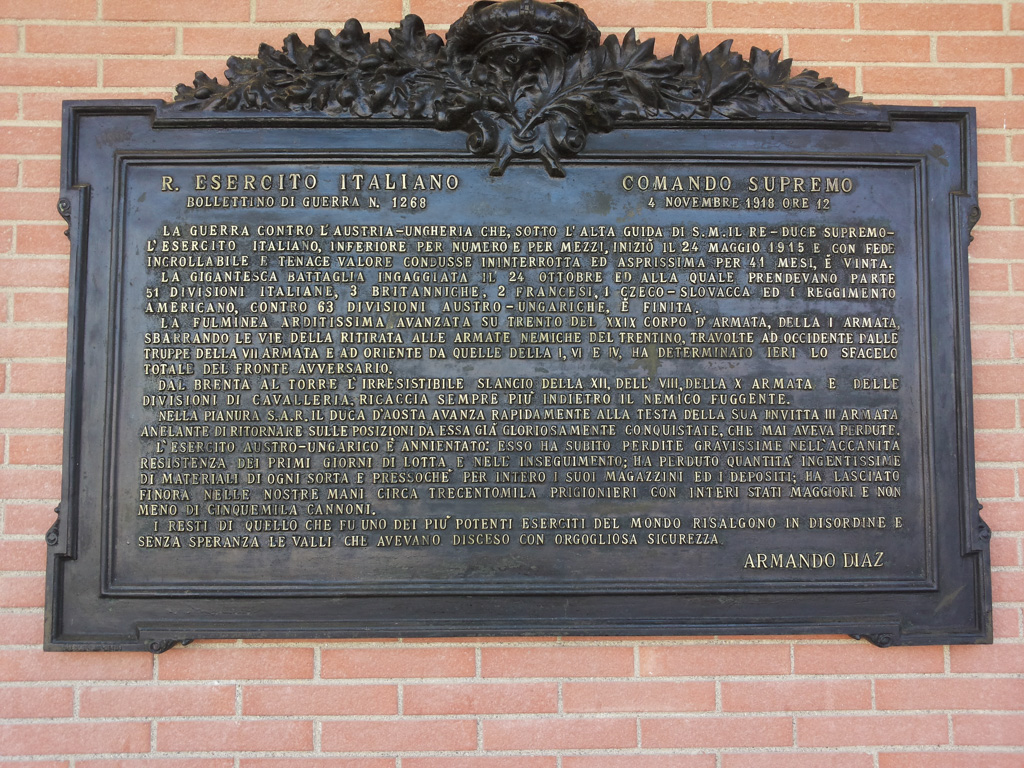 R. ESERCITO ITALIANO COMANDO SUPREMO
BOLLETTINO DI GUERRA N. 1268 4 NOVEMBRE 1918 ORE 12
LA GUERRA CONTRO L'AUSTRIA-UNGHERIA CHE, SOTTO L'ALTA GUIDA DI S.M. IL RE-DUCE SUPREMO-
L'ESERCITO ITALIANO, INFERIORE PER NUMERO E PER MEZZI, INIZIÒ IL 24 MAGGIO 1915 E CON FEDE
INCROLLABILE E TENACE VALORE CONDUSSE ININTERROTTA ED ASPRISSIMA PER 41 MESI, È VINTA.
LA GIGANTESCA BATTAGLIA INGAGGIATA IL 24 OTTOBRE ED ALLA QUALE PRENDEVANO PARTE
51 DIVISIONI ITALIANE, 3 BRITANNICHE, 2 FRANCESI, 1 CZECO-SLOVACCA ED 1 REGGIMENTO
AMERICANO, CONTRO 63 DIVISIONI AUSTRO-UNGARICHE, È FINITA.
LA FULMINEA ARDITISSIMA AVANZATA SU TRENTO DEL XXIX CORPO D'ARMATA, DELLA I ARMATA,
SBARRANDO LE VIE DELLA RITIRATA ALLE ARMATE NEMICHE DEL TRENTINO, TRAVOLTE AD OCCIDENTE DALLE
TRUPPE DELLA VII ARMATA E AD ORIENTE DA QUELLE DELLA I, VI E IV, HA DETERMINATO IERI LO SFACELO
TOTALE DEL FRONTE AVVERSARIO.
DAL BRENTA AL TORRE L'IRRESISTIBILE SLANCIO DELLA XII, DELL' VIII, DELLA X ARMATA E DELLE
DIVISIONI DI CAVALLERIA, RICACCIA SEMPRE PIU' INDIETRO IL NEMICO FUGGENTE.
NELLA PIANURA S.A.R. IL DUCA D'AOSTA AVANZA RAPIDAMENTE ALLA TESTA DELLA SUA INVITTA III ARMATA
ANELANTE DI RITORNARE SULLE POSIZIONI DA ESSA GIA' GLORIOSAMENTE CONQUISTATE, CHE MAI AVEVA PERDUTE.
L'ESERCITO AUSTRO-UNGARICO È ANNIENTATO: ESSO HA SUBITO PERDITE GRAVISSIME NELL'ACCANITA
RESISTENZA DEI PRIMI GIORNI DI LOTTA E NELE INSEGUIMENTO; HA PERDUTO QUANTITA' INGENTISSIME
DI MATERIALI DI OGNI SORTA E PRESSOCHE' PER INTERO I SUOI MAGAZZINI ED I DEPOSITI; HA LASCIATO
FINORA NELLE NOSTRE MANI CIRCA TRECENTOMILA PRIGIONIERI CON INTERI STATI MAGGIORI E NON
MENO DI CINQUEMILA CANNONI.
I RESTI DI QUELLO CHE FU UNO DEI PIU' POTENTI ESERCITI DEL MONDO RISALGONO IN DISORDINE E
SENZA SPERANZA LE VALLI CHE AVEVANO DISCESO CON ORGOGLIOSA SICUREZZA.
ARMANDO DIAZ